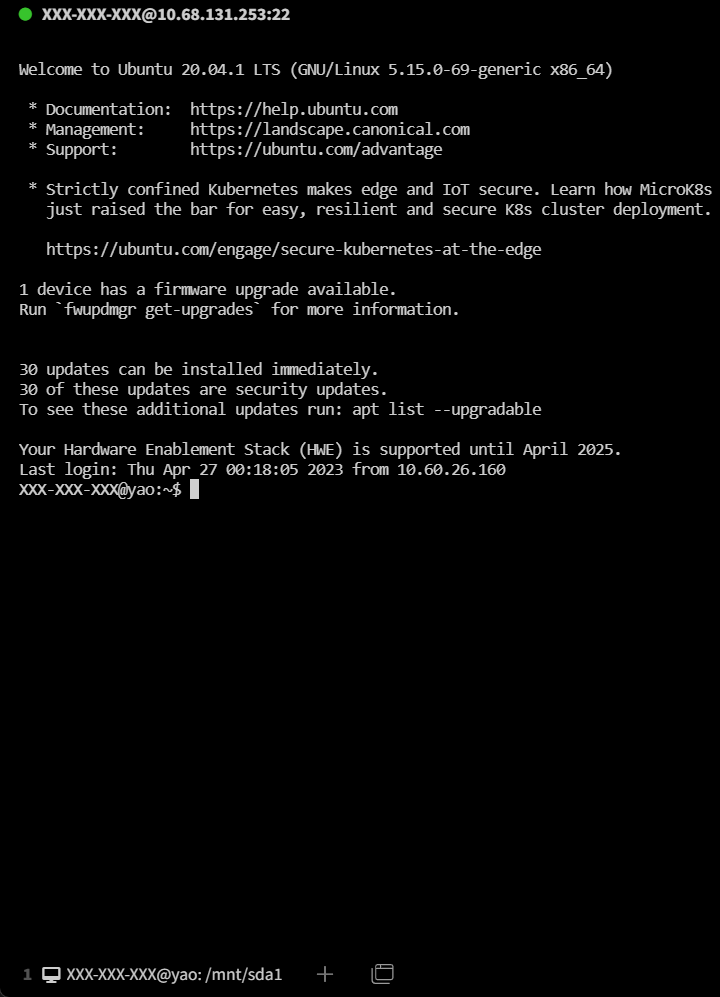 XXX-XXX-XXX@10.68.131.253:22
Welcome to Ubuntu 20.04.1 LTS (GNU/Linux 5.15.0-69-generic x86_64)
* Documentation:  https://help.ubuntu.com
* Management:     https://landscape.canonical.com
* Support:        https://ubuntu.com/advantage
* Strictly confined Kubernetes makes edge and IoT secure. Learn how MicroK8s
just raised the bar for easy, resilient and secure K8s cluster deployment.
https://ubuntu.com/engage/secure-kubernetes-at-the-edge
1 device has a firmware upgrade available.
Run `fwupdmgr get-upgrades` for more information.
30 updates can be installed immediately.
30 of these updates are security updates.
To see these additional updates run: apt list --upgradable
Your Hardware Enablement Stack (HWE) is supported until April 2025.
Last login: Thu Apr 27 00:18:05 2023 from 10.60.26.160
XXX-XXX-XXX@yao:~$
1 XXX-XXX-XXX@yao: /mnt/sda1